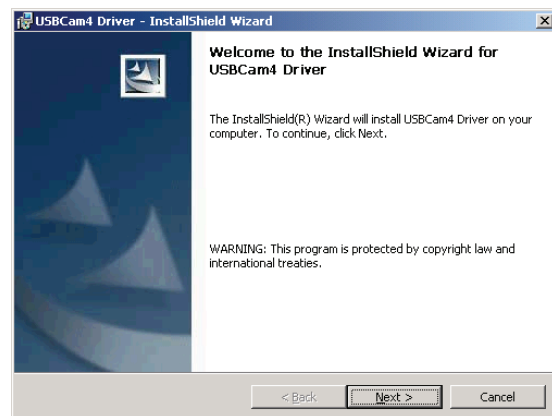 USBCam4 Driver - InstallShield Wizard
Welcome to the InstallShield Wizard for
USBCam4 Driver
The InstallShield(R) Wizard will install USBCam4 Driver on your
computer. To continue, click Next.
WARNING: This program is protected by copyright law and
international treaties.
< Back Next > Cancel